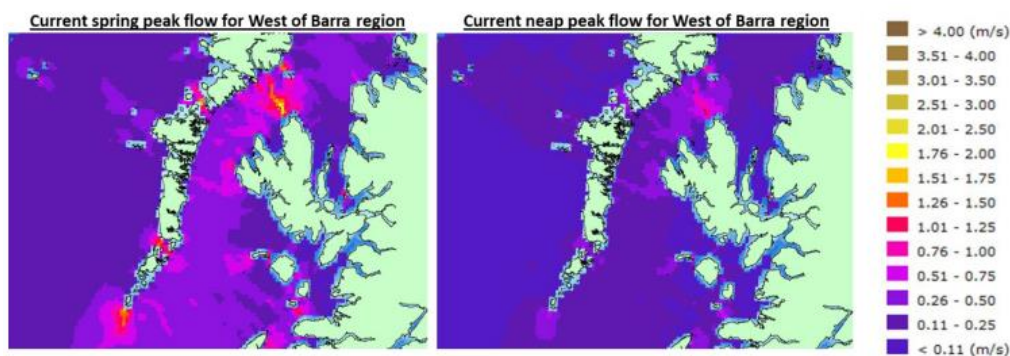 Current spring peak flow for West of Barra region
Current neap peak flow for West of Barra region
> 4.00 (m/s)
3.51 - 4.00
3.01 - 3.50
2.51 - 3.00
2.01 - 2.50
1.76 - 2.00
1.51 - 1.75
1.26 - 1.50
1.01 - 1.25
0.76 - 1.00
0.51 - 0.75
0.26 - 0.50
0.11 - 0.25
< 0.11 (m/s)